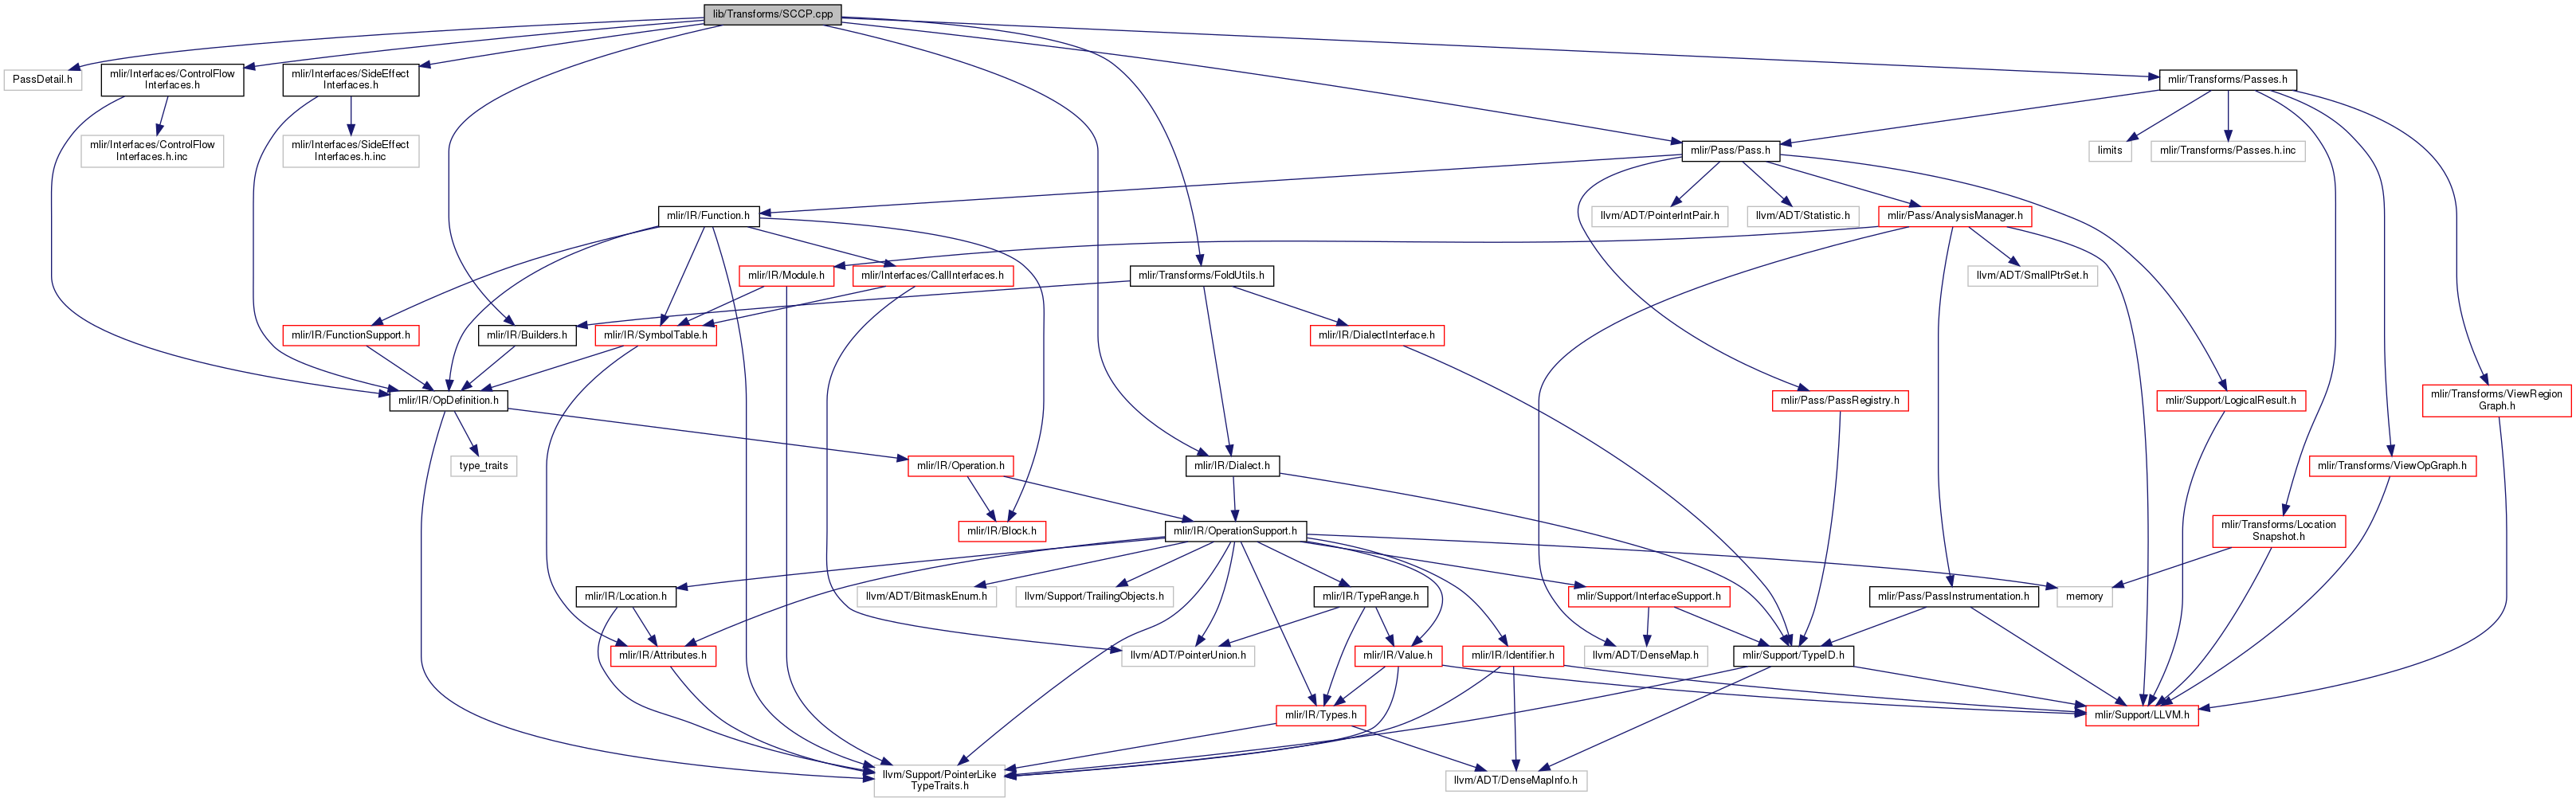 lib/Transforms/SCCP.cpp
PassDetail.h
mlir/Interfaces/ControlFlow
Interfaces.h
mlir/Interfaces/SideEffect
Interfaces.h
mlir/Transforms/Passes.h
mlir/Interfaces/ControlFlow
Interfaces.h.inc
mlir/Interfaces/SideEffect
Interfaces.h.inc
mlir/Pass/Pass.h
limits
mlir/Transforms/Passes.h.inc
mlir/IR/Function.h
llvm/ADT/PointerIntPair.h
llvm/ADT/Statistic.h
mlir/Pass/AnalysisManager.h
mlir/IR/Module.h
mlir/Interfaces/CallInterfaces.h
mlir/Transforms/FoldUtils.h
llvm/ADT/SmallPtrSet.h
mlir/IR/FunctionSupport.h
mlir/IR/Builders.h
mlir/IR/SymbolTable.h
mlir/IR/DialectInterface.h
mlir/IR/OpDefinition.h
mlir/Pass/PassRegistry.h
mlir/Support/LogicalResult.h
mlir/Transforms/ViewRegion
Graph.h
type_traits
mlir/IR/Operation.h
mlir/IR/Dialect.h
mlir/Transforms/ViewOpGraph.h
mlir/IR/Block.h
mlir/IR/OperationSupport.h
mlir/Transforms/Location
Snapshot.h
mlir/IR/Location.h
llvm/ADT/BitmaskEnum.h
llvm/Support/TrailingObjects.h
mlir/IR/TypeRange.h
mlir/Support/InterfaceSupport.h
mlir/Pass/PassInstrumentation.h
memory
mlir/IR/Attributes.h
llvm/ADT/PointerUnion.h
mlir/IR/Value.h
mlir/IR/Identifier.h
llvm/ADT/DenseMap.h
mlir/Support/TypeID.h
mlir/IR/Types.h
mlir/Support/LLVM.h
llvm/Support/PointerLike
TypeTraits.h
llvm/ADT/DenseMapInfo.h